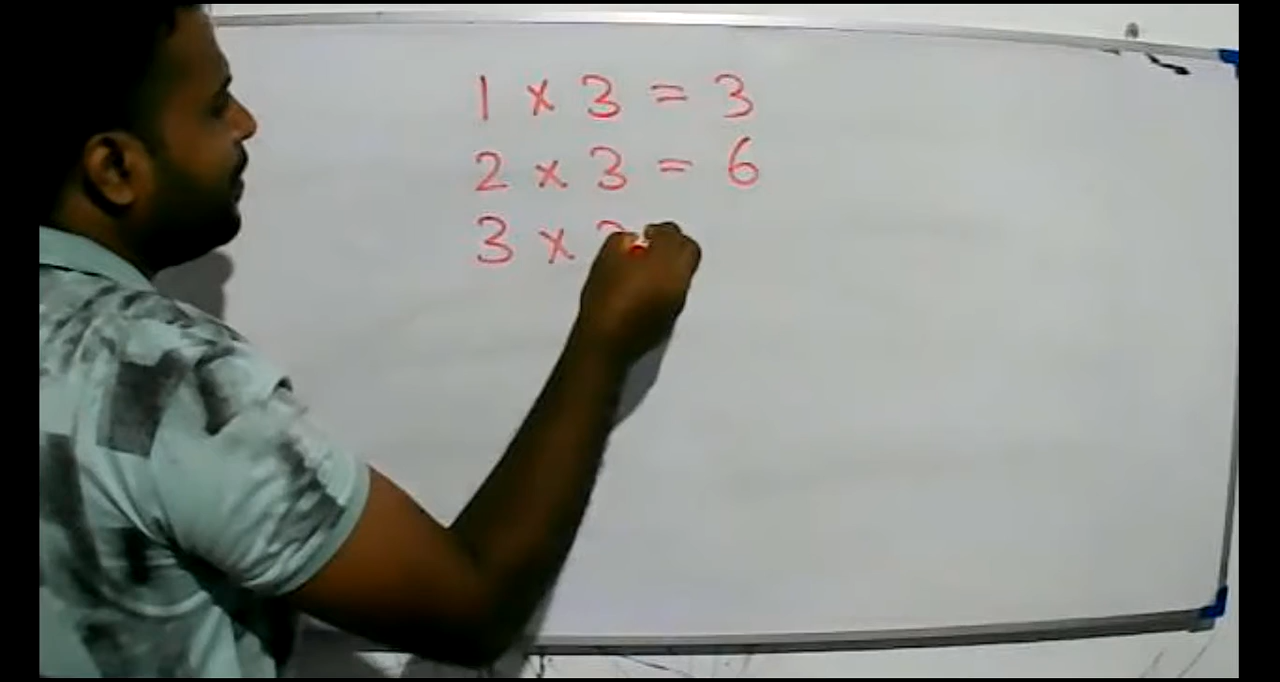 1 × 3 = 3
2 × 3 = 6
3 ×